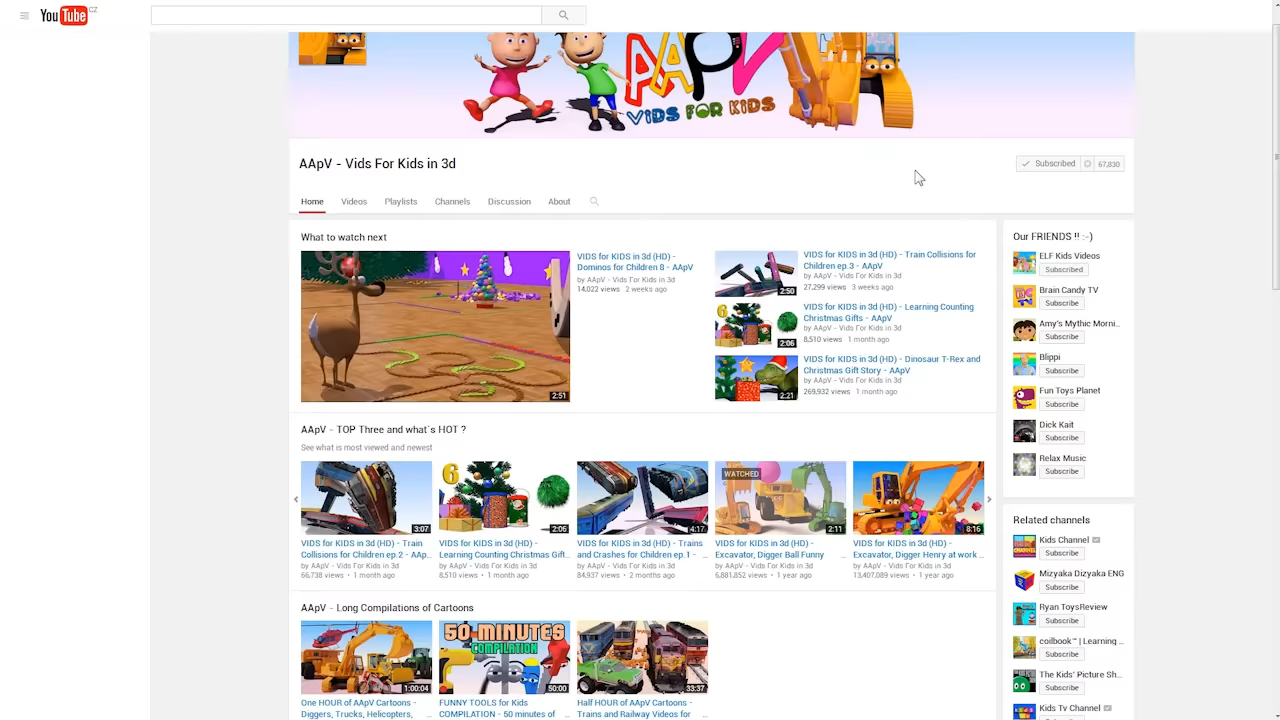 YouTube CZ
AApV
VIDS FOR KIDS
AApV - Vids For Kids in 3d
Subscribed 67,830
Home Videos Playlists Channels Discussion About
What to watch next
2:51
VIDS for KIDS in 3d (HD) -
Dominos for Children 8 - AApV
by AApV - Vids For Kids in 3d
14,022 views 2 weeks ago
2:50
VIDS for KIDS in 3d (HD) - Train Collisions for
Children ep.3 - AApV
by AApV - Vids For Kids in 3d
27,299 views 3 weeks ago
6
2:06
VIDS for KIDS in 3d (HD) - Learning Counting
Christmas Gifts - AApV
by AApV - Vids For Kids in 3d
8,510 views 1 month ago
2:21
VIDS for KIDS in 3d (HD) - Dinosaur T-Rex and
Christmas Gift Story - AApV
by AApV - Vids For Kids in 3d
269,932 views 1 month ago
AApV - TOP Three and what`s HOT ?
See what is most viewed and newest
3:07
VIDS for KIDS in 3d (HD) - Train
Collisions for Children ep.2 - AAp...
by AApV - Vids For Kids in 3d
66,738 views • 1 month ago
6
2:06
VIDS for KIDS in 3d (HD) -
Learning Counting Christmas Gift...
by AApV - Vids For Kids in 3d
8,510 views • 1 month ago
4:17
VIDS for KIDS in 3d (HD) - Trains
and Crashes for Children ep.1 - ...
by AApV - Vids For Kids in 3d
84,937 views • 2 months ago
WATCHED
2:11
VIDS for KIDS in 3d (HD) -
Excavator, Digger Ball Funny ...
by AApV - Vids For Kids in 3d
6,881,852 views • 1 year ago
8:16
VIDS for KIDS in 3d (HD) -
Excavator, Digger Henry at work ...
by AApV - Vids For Kids in 3d
13,407,089 views • 1 year ago
AApV - Long Compilations of Cartoons
1:00:04
One HOUR of AApV Cartoons -
Diggers, Trucks, Helicopters, ...
50 MINUTES
COMPILATION
50:00
FUNNY TOOLS for Kids
COMPILATION - 50 minutes of ...
33:37
Half HOUR of AApV Cartoons -
Trains and Railway Videos for ...
Our FRIENDS !! :-)
ELF Kids Videos
Subscribed
Brain Candy TV
Subscribe
Amy's Mythic Morni...
Subscribe
Blippi
Subscribe
Fun Toys Planet
Subscribe
Dick Kait
Subscribe
Relax Music
Subscribe
Related channels
Kids Channel
Subscribe
Mizyaka Dizyaka ENG
Subscribe
Ryan ToysReview
Subscribe
coilbook™ | Learning ...
Subscribe
The Kids' Picture Sh...
Subscribe
Kids Tv Channel